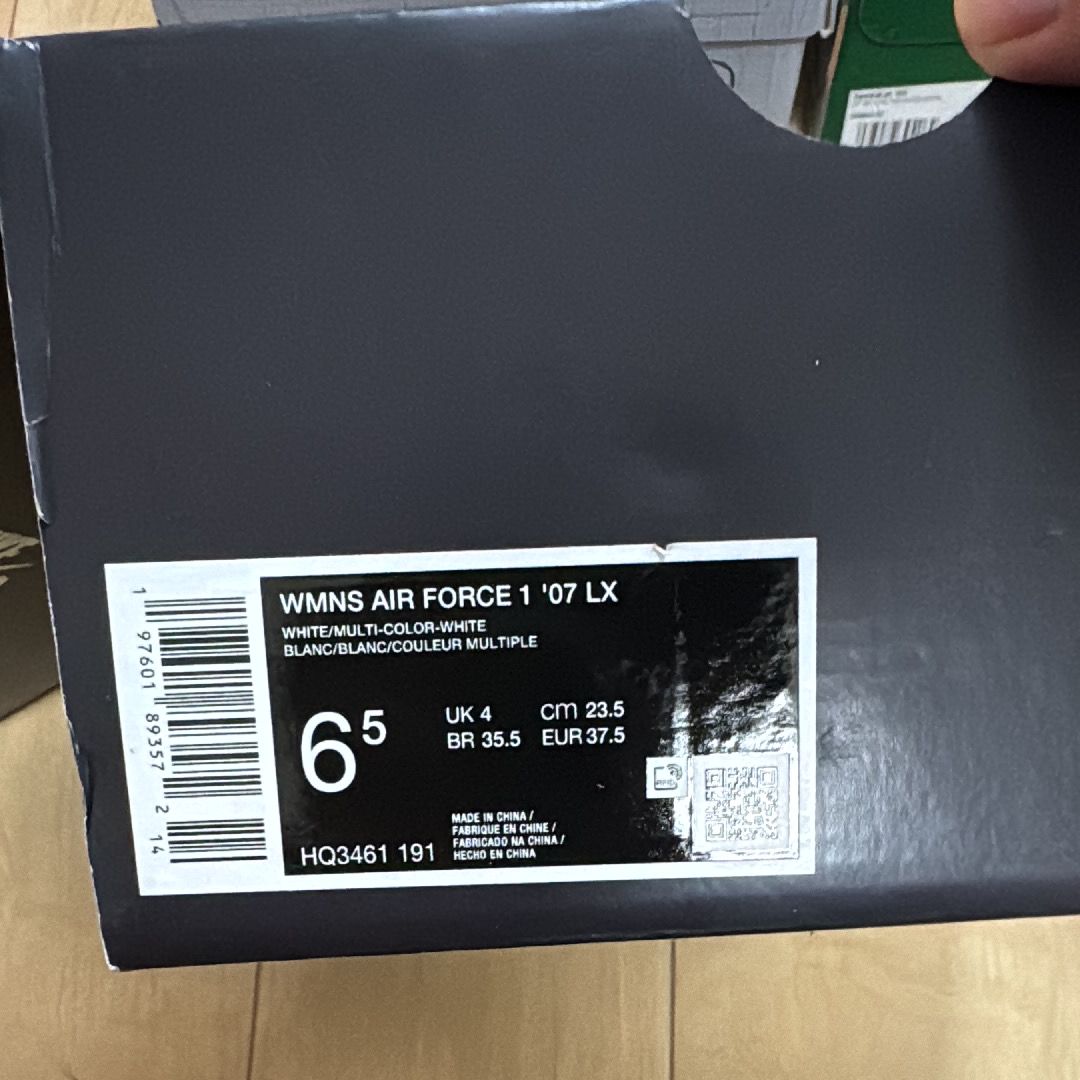 WMNS AIR FORCE 1 '07 LX
WHITE/MULTI-COLOR-WHITE
BLANC/BLANC/COULEUR MULTIPLE
6 5
UK 4 cm 23.5
BR 35.5 EUR 37.5
MADE IN CHINA /
FABRIQUE EN CHINE /
FABRICADO NA CHINA /
HECHO EN CHINA
HQ3461 191
1 97601 89357 2 14